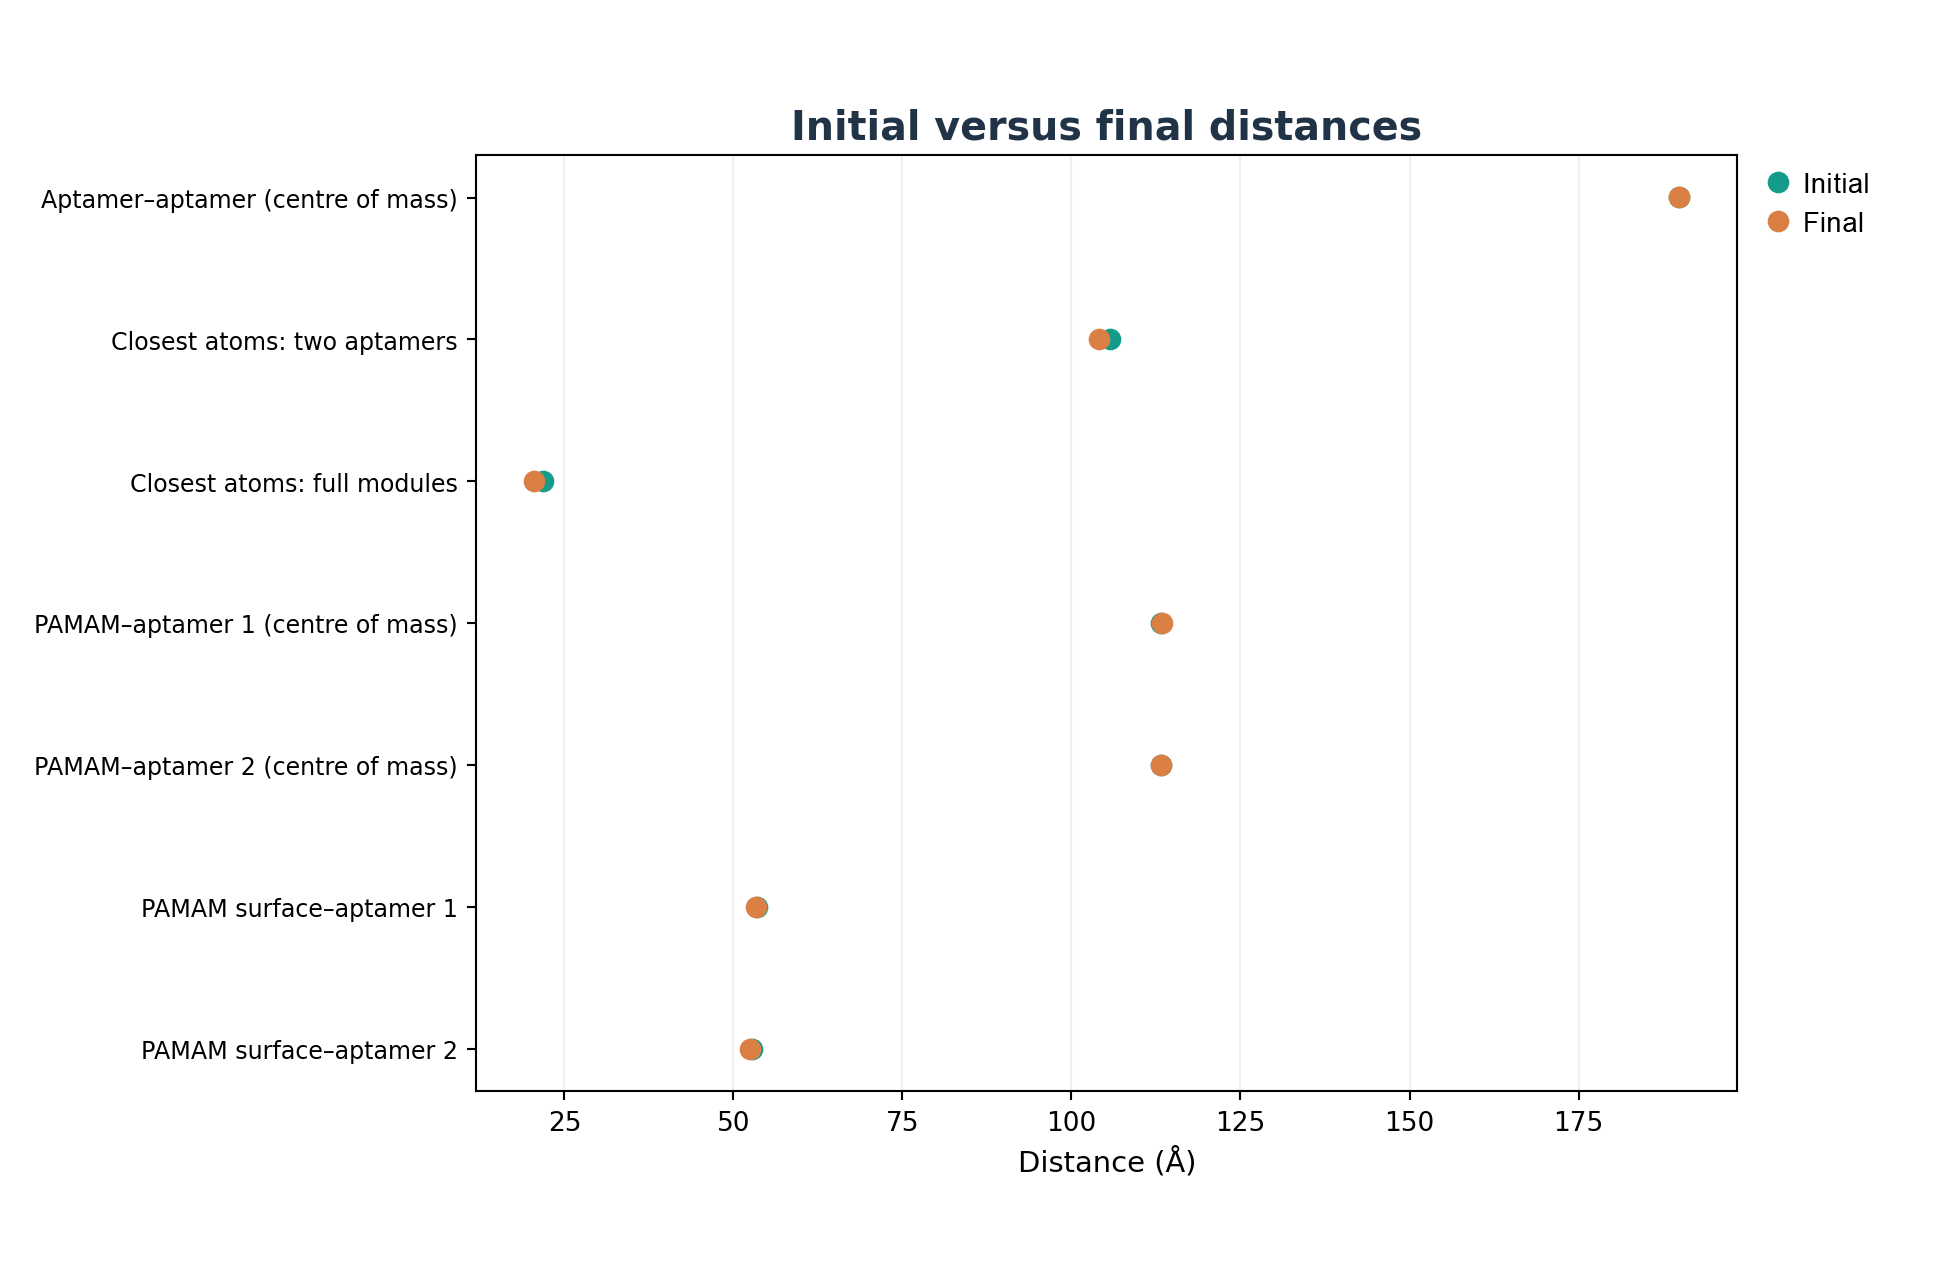 Initial versus final distances
Aptamer–aptamer (centre of mass)
Closest atoms: two aptamers
Closest atoms: full modules
PAMAM–aptamer 1 (centre of mass)
PAMAM–aptamer 2 (centre of mass)
PAMAM surface–aptamer 1
PAMAM surface–aptamer 2
Initial
Final
25 50 75 100 125 150 175
Distance (Å)